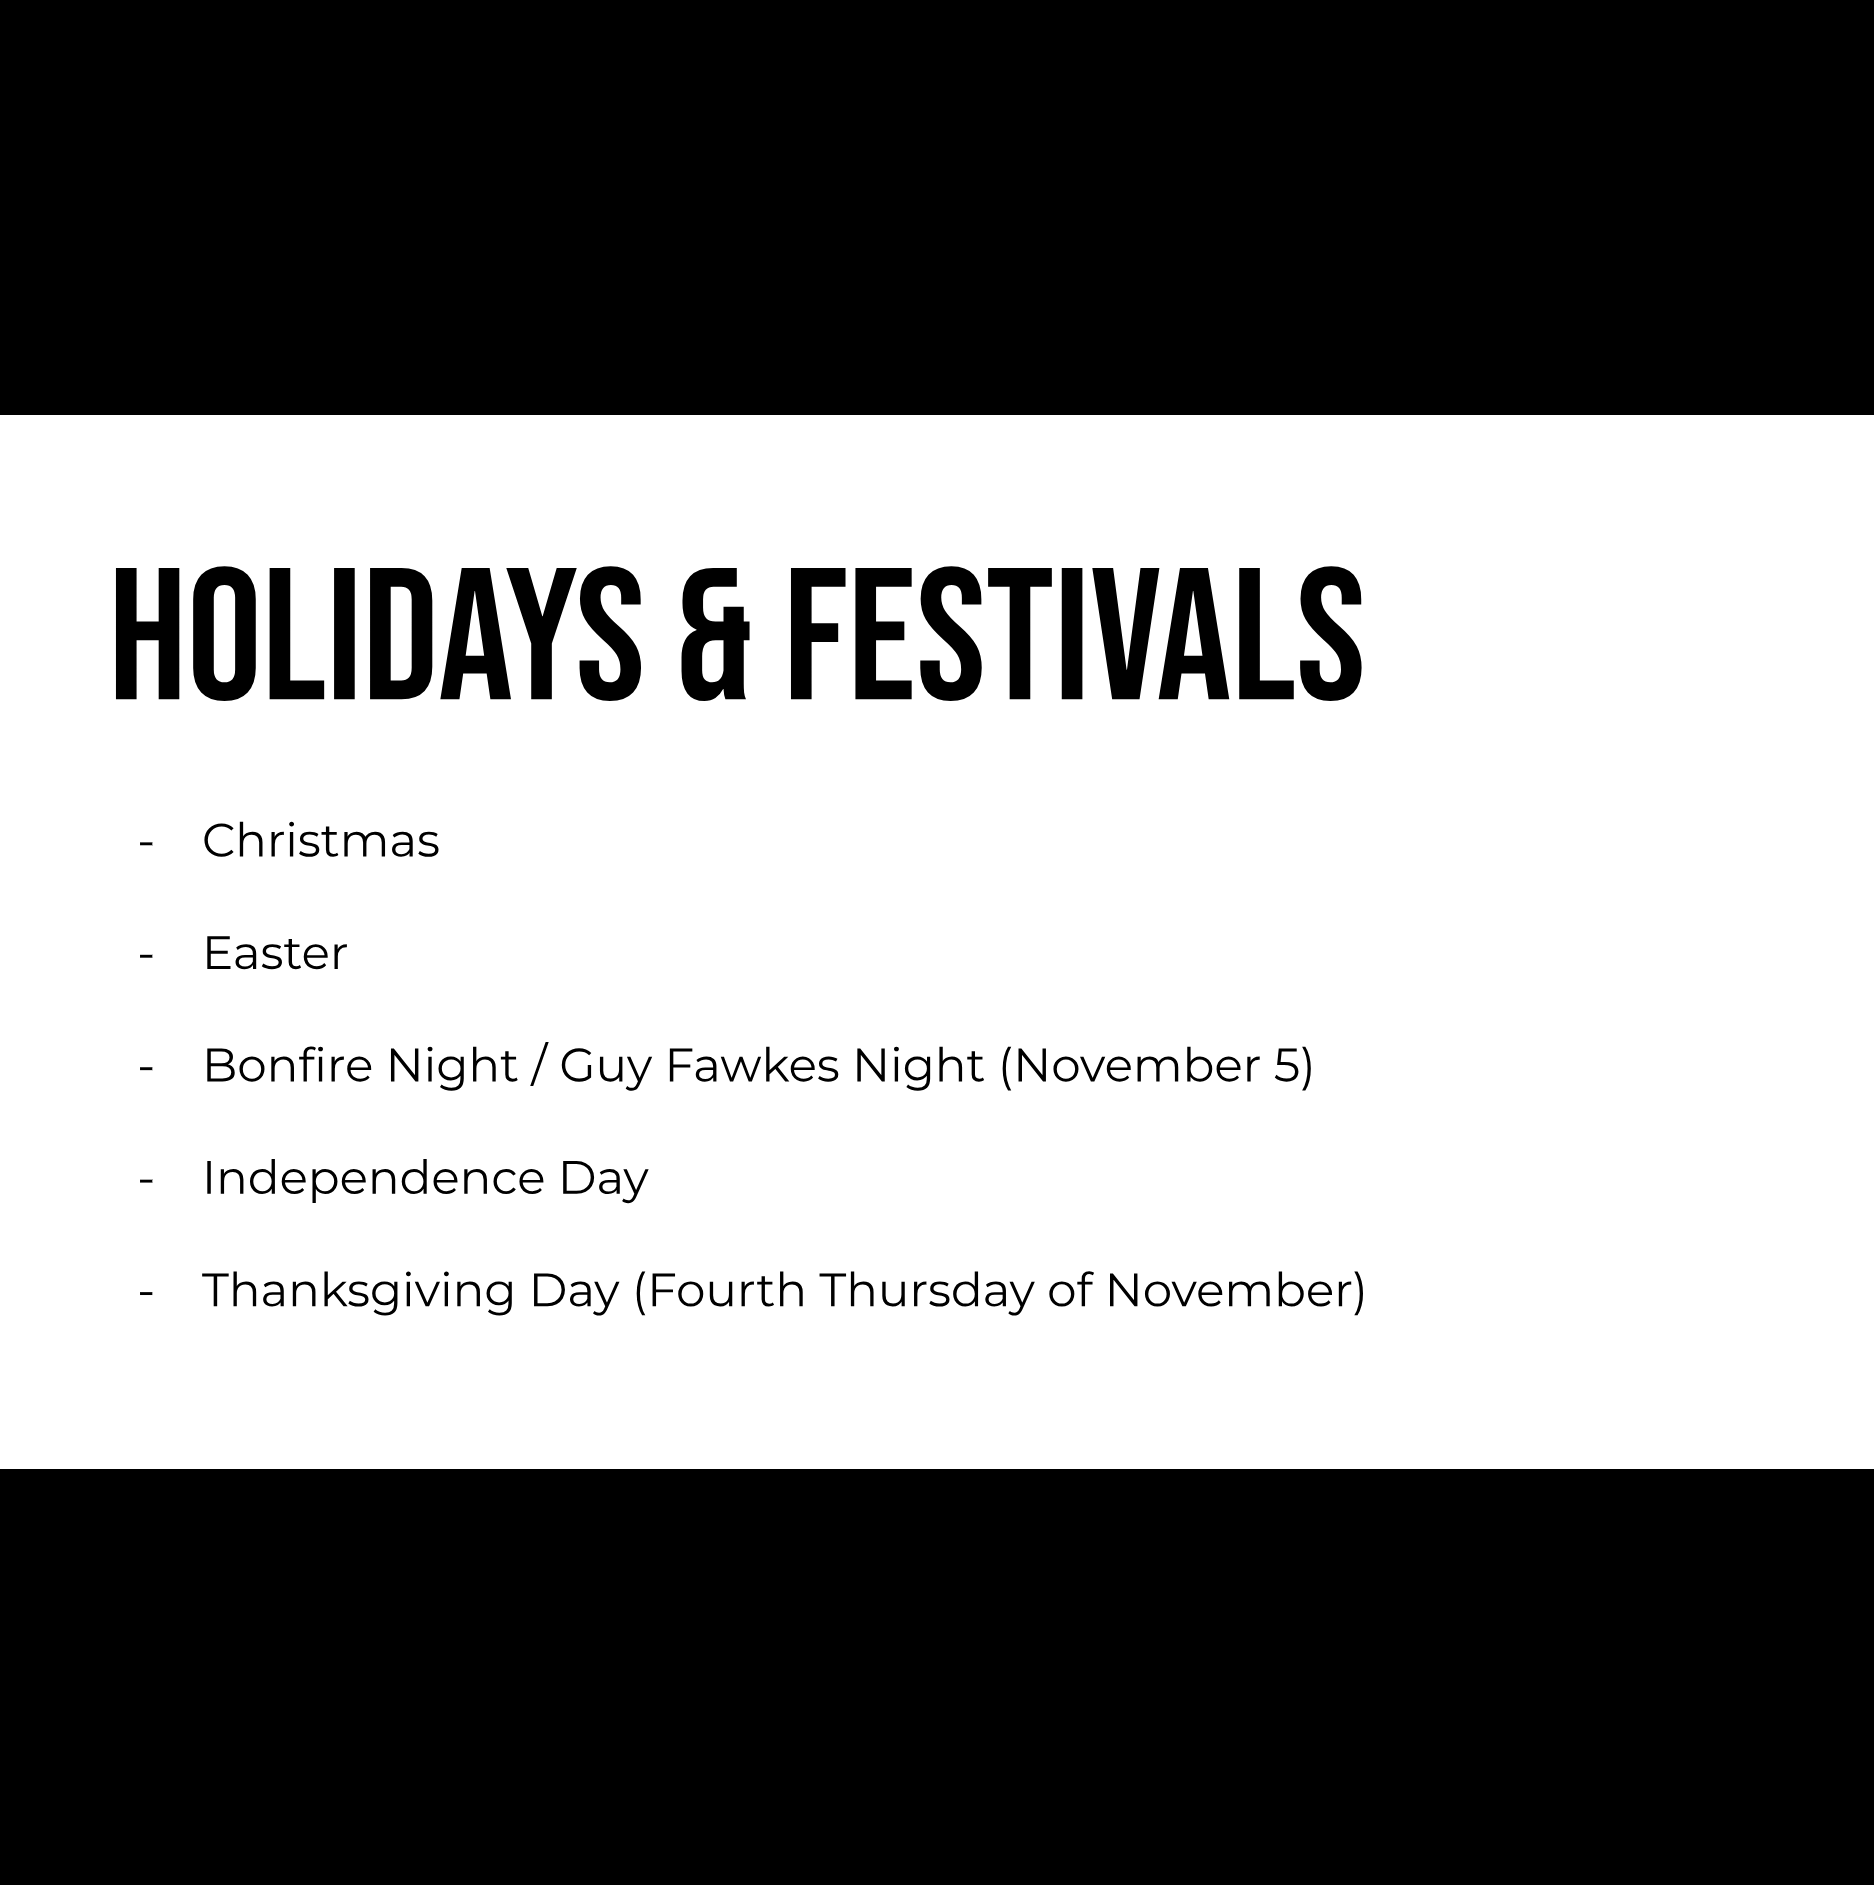 HOLIDAYS & FESTIVALS
- Christmas
- Easter
- Bonfire Night / Guy Fawkes Night (November 5)
- Independence Day
- Thanksgiving Day (Fourth Thursday of November)